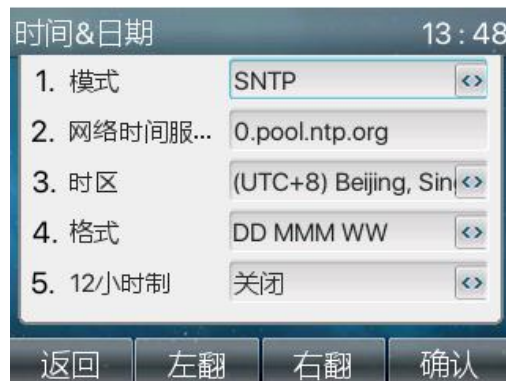 时间&日期 13:48
1. 模式 SNTP
2. 网络时间服... 0.pool.ntp.org
3. 时区 (UTC+8) Beijing, Sin
4. 格式 DD MMM WW
5. 12小时制 关闭
返回 左翻 右翻 确认